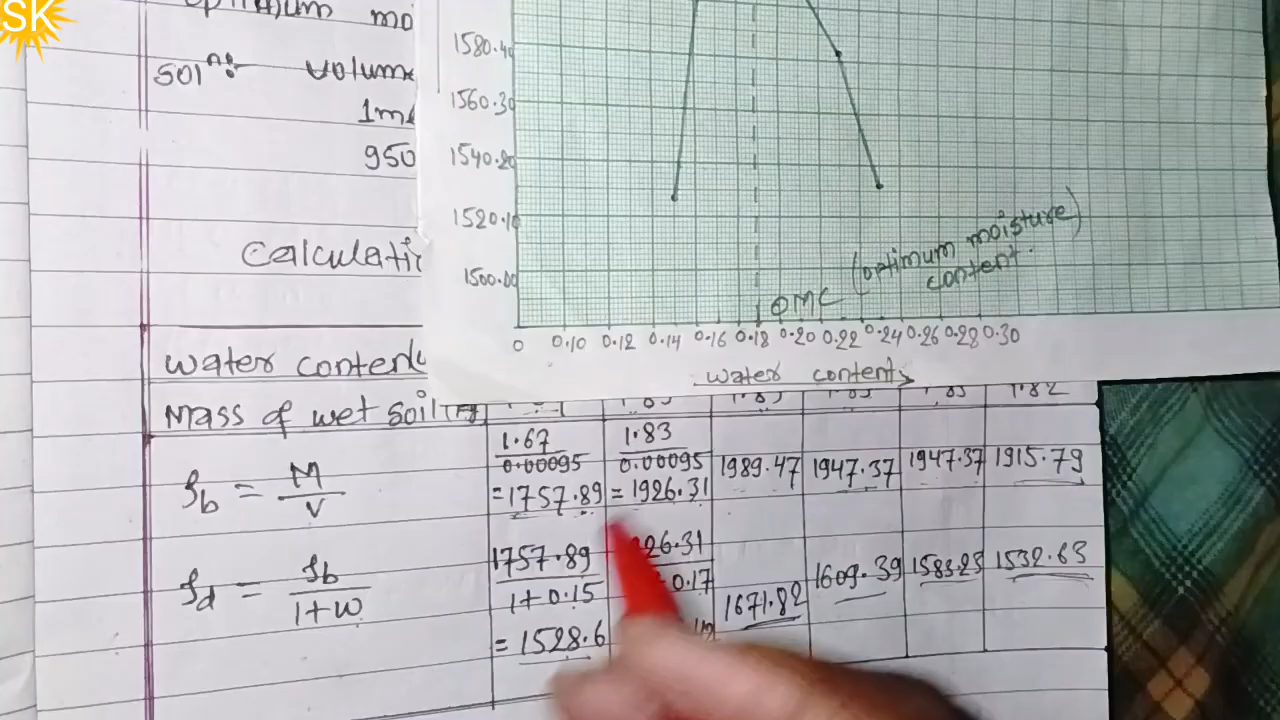 SK
optimum mo
Sol^n:- volume
1m
950
Calculati
1580.40
1560.30
1540.20
1520.10
1500.00
OMC (optimum moisture) content.
0 0.10 0.12 0.14 0.16 0.18 0.20 0.22 0.24 0.26 0.28 0.30
water content
water content
Mass of wet soil 1.83 1.82
ρb = M/V 1.67/0.00095 = 1757.89 1.83/0.00095 = 1926.31 1989.47 1947.37 1947.37 1915.79
ρd = ρb/1+w 1757.89/1+0.15 = 1528.6 26.31 0.17 1671.82 1609.39 1583.23 1532.63